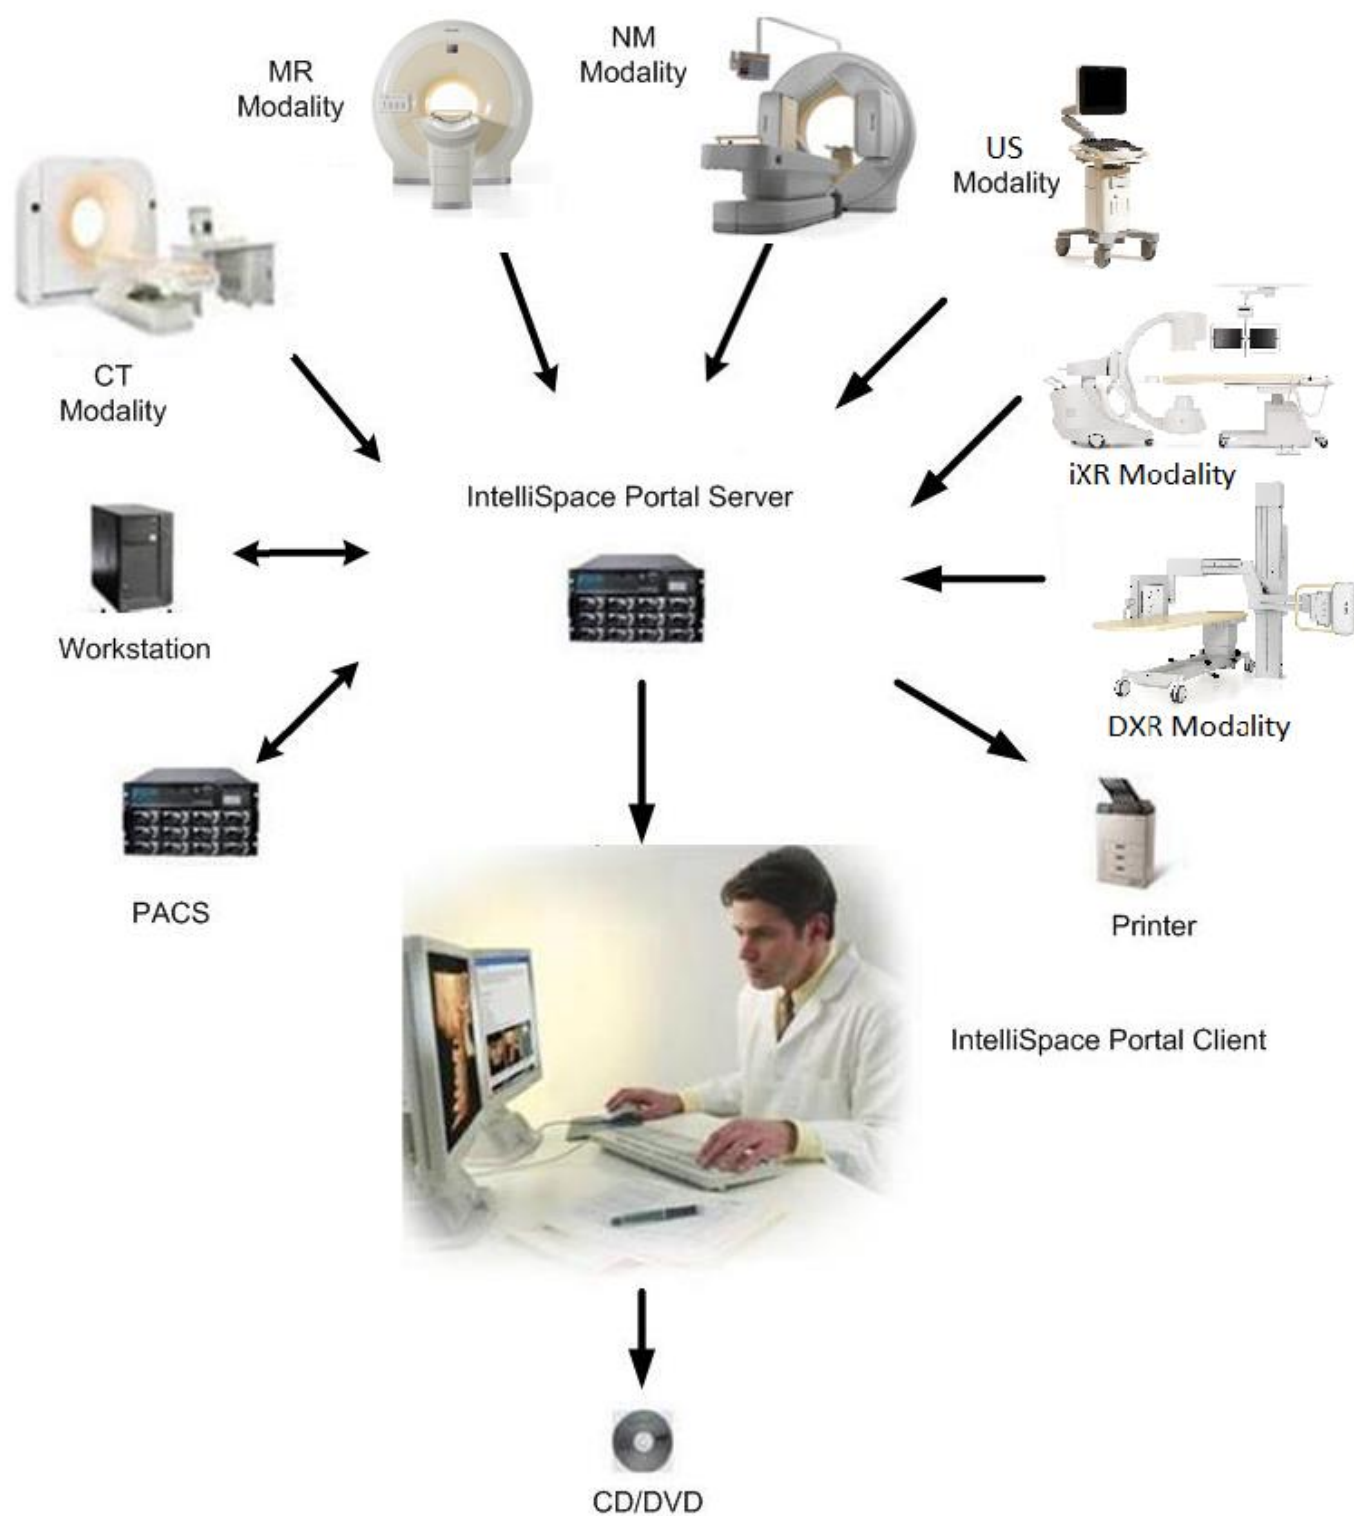 NM
Modality
MR
Modality
US
Modality
CT
Modality
iXR Modality
IntelliSpace Portal Server
Workstation
DXR Modality
PACS
Printer
IntelliSpace Portal Client
CD/DVD